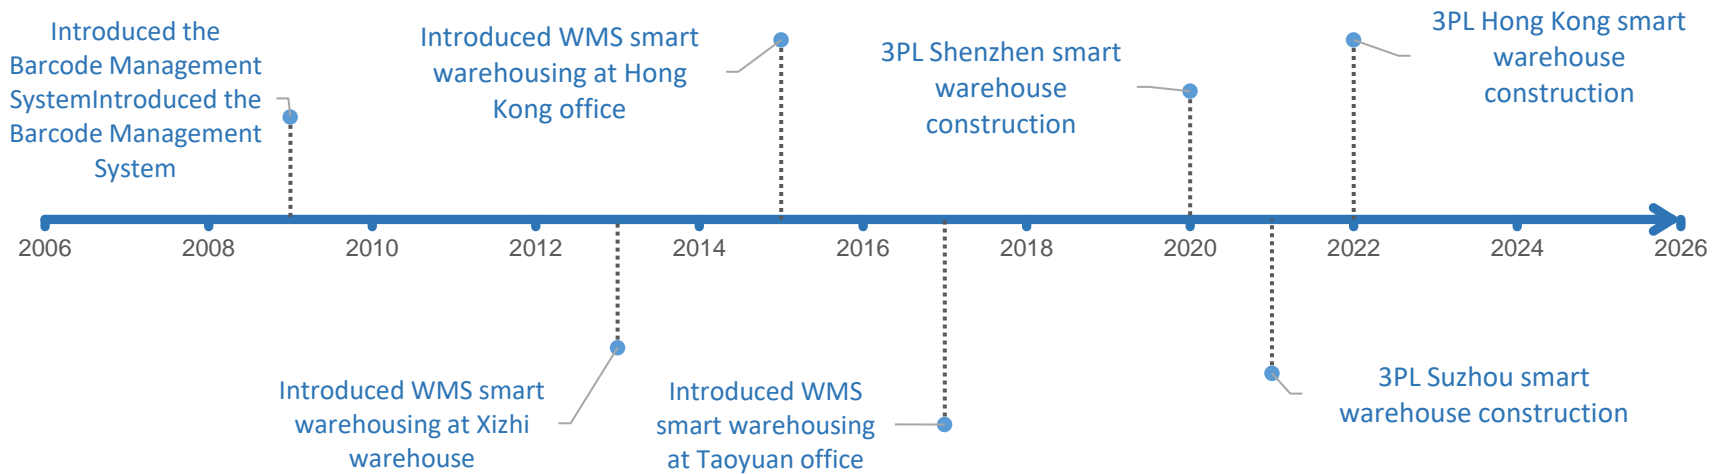 Introduced the
Barcode Management
SystemIntroduced the
Barcode Management
System
Introduced WMS smart
warehousing at Hong
Kong office
3PL Shenzhen smart
warehouse
construction
3PL Hong Kong smart
warehouse
construction
2006
2008
2010
2012
2014
2016
2018
2020
2022
2024
2026
Introduced WMS smart
warehousing at Xizhi
warehouse
Introduced WMS
smart warehousing
at Taoyuan office
3PL Suzhou smart
warehouse construction